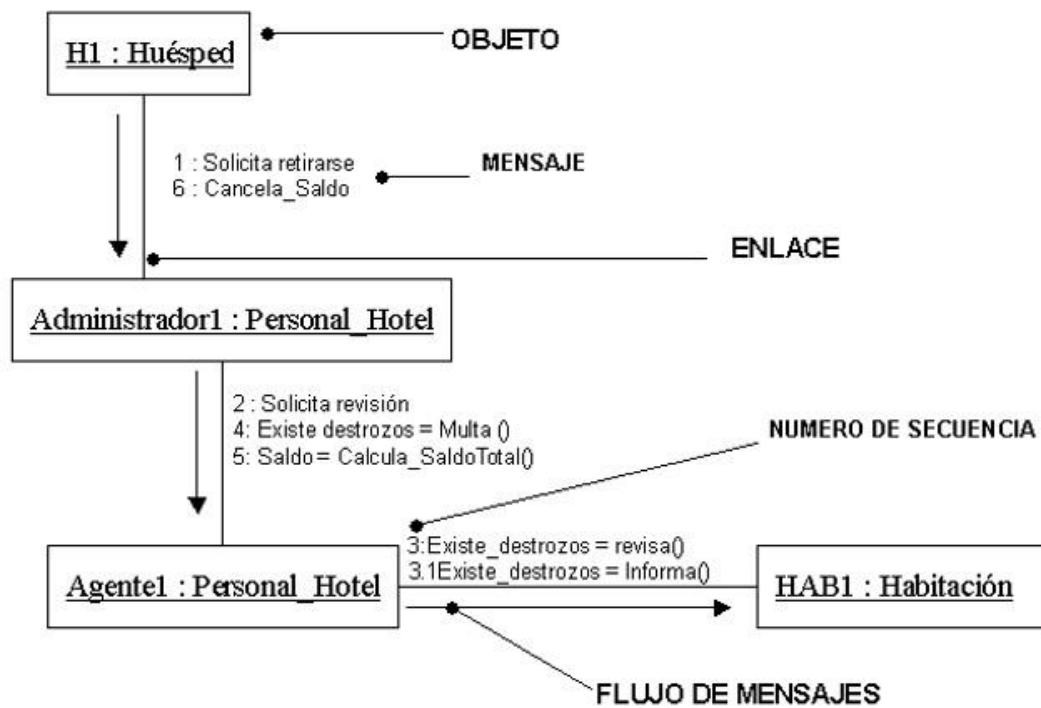 H1 : Huésped
OBJETO
1 : Solicita retirarse
6 : Cancela_Saldo
MENSAJE
ENLACE
Administrador1 : Personal_Hotel
2 : Solicita revisión
4: Existe destrozos = Multa ()
5: Saldo = Calcula_SaldoTotal()
NUMERO DE SECUENCIA
3:Existe_destrozos = revisa()
3.1Existe_destrozos = Informa()
Agente1 : Personal_Hotel
HAB1 : Habitación
FLUJO DE MENSAJES